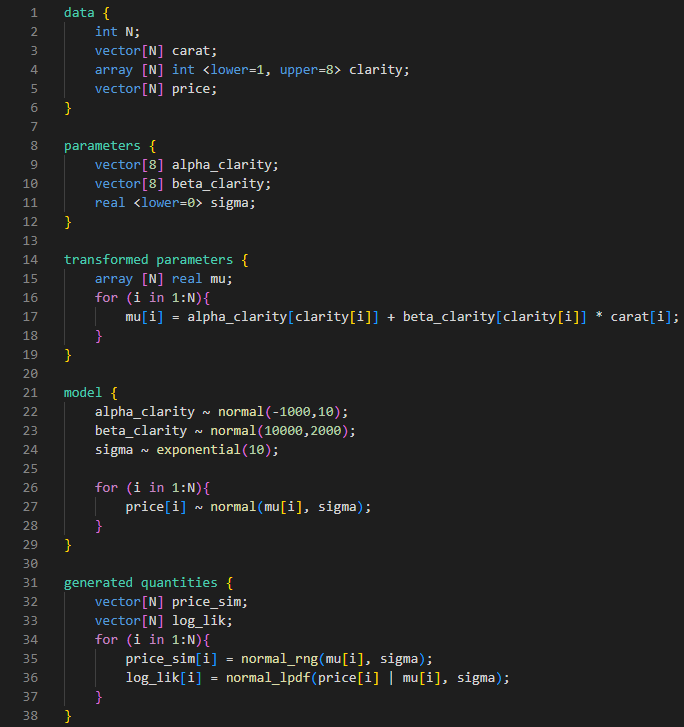 1 data {
2     int N;
3     vector[N] carat;
4     array [N] int <lower=1, upper=8> clarity;
5     vector[N] price;
6 }
7
8 parameters {
9     vector[8] alpha_clarity;
10     vector[8] beta_clarity;
11     real <lower=0> sigma;
12 }
13
14 transformed parameters {
15     array [N] real mu;
16     for (i in 1:N){
17         mu[i] = alpha_clarity[clarity[i]] + beta_clarity[clarity[i]] * carat[i];
18     }
19 }
20
21 model {
22     alpha_clarity ~ normal(-1000,10);
23     beta_clarity ~ normal(10000,2000);
24     sigma ~ exponential(10);
25
26     for (i in 1:N){
27         price[i] ~ normal(mu[i], sigma);
28     }
29 }
30
31 generated quantities {
32     vector[N] price_sim;
33     vector[N] log_lik;
34     for (i in 1:N){
35         price_sim[i] = normal_rng(mu[i], sigma);
36         log_lik[i] = normal_lpdf(price[i] | mu[i], sigma);
37     }
38 }